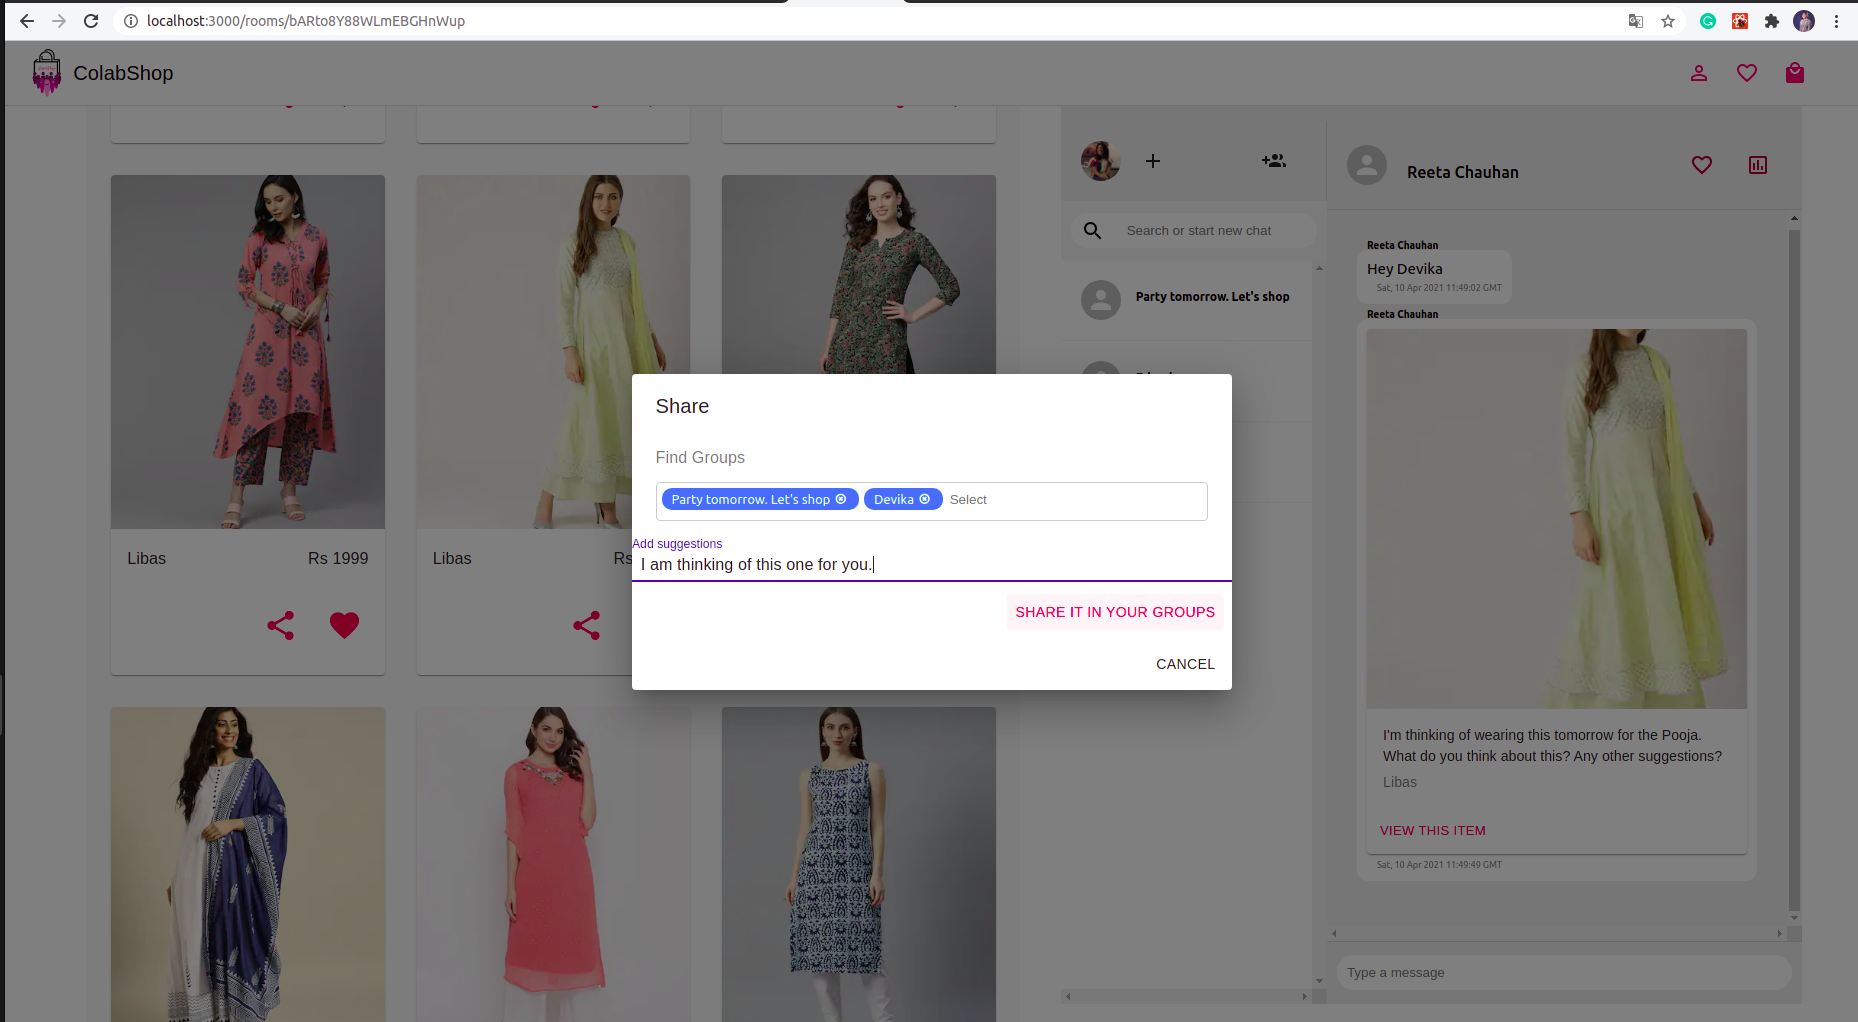 localhost:3000/rooms/bARto8Y88WLmEBGHnWup
ColabShop
Libas Rs 1999
Libas Rs
Search or start new chat
Party tomorrow. Let's shop
Reeta Chauhan
Reeta Chauhan
Hey Devika
Sat, 10 Apr 2021 11:49:02 GMT
Reeta Chauhan
I'm thinking of wearing this tomorrow for the Pooja.
What do you think about this? Any other suggestions?
Libas
VIEW THIS ITEM
Sat, 10 Apr 2021 11:49:49 GMT
Type a message
Share
Find Groups
Party tomorrow. Let's shop Devika Select
Add suggestions
I am thinking of this one for you.
SHARE IT IN YOUR GROUPS
CANCEL